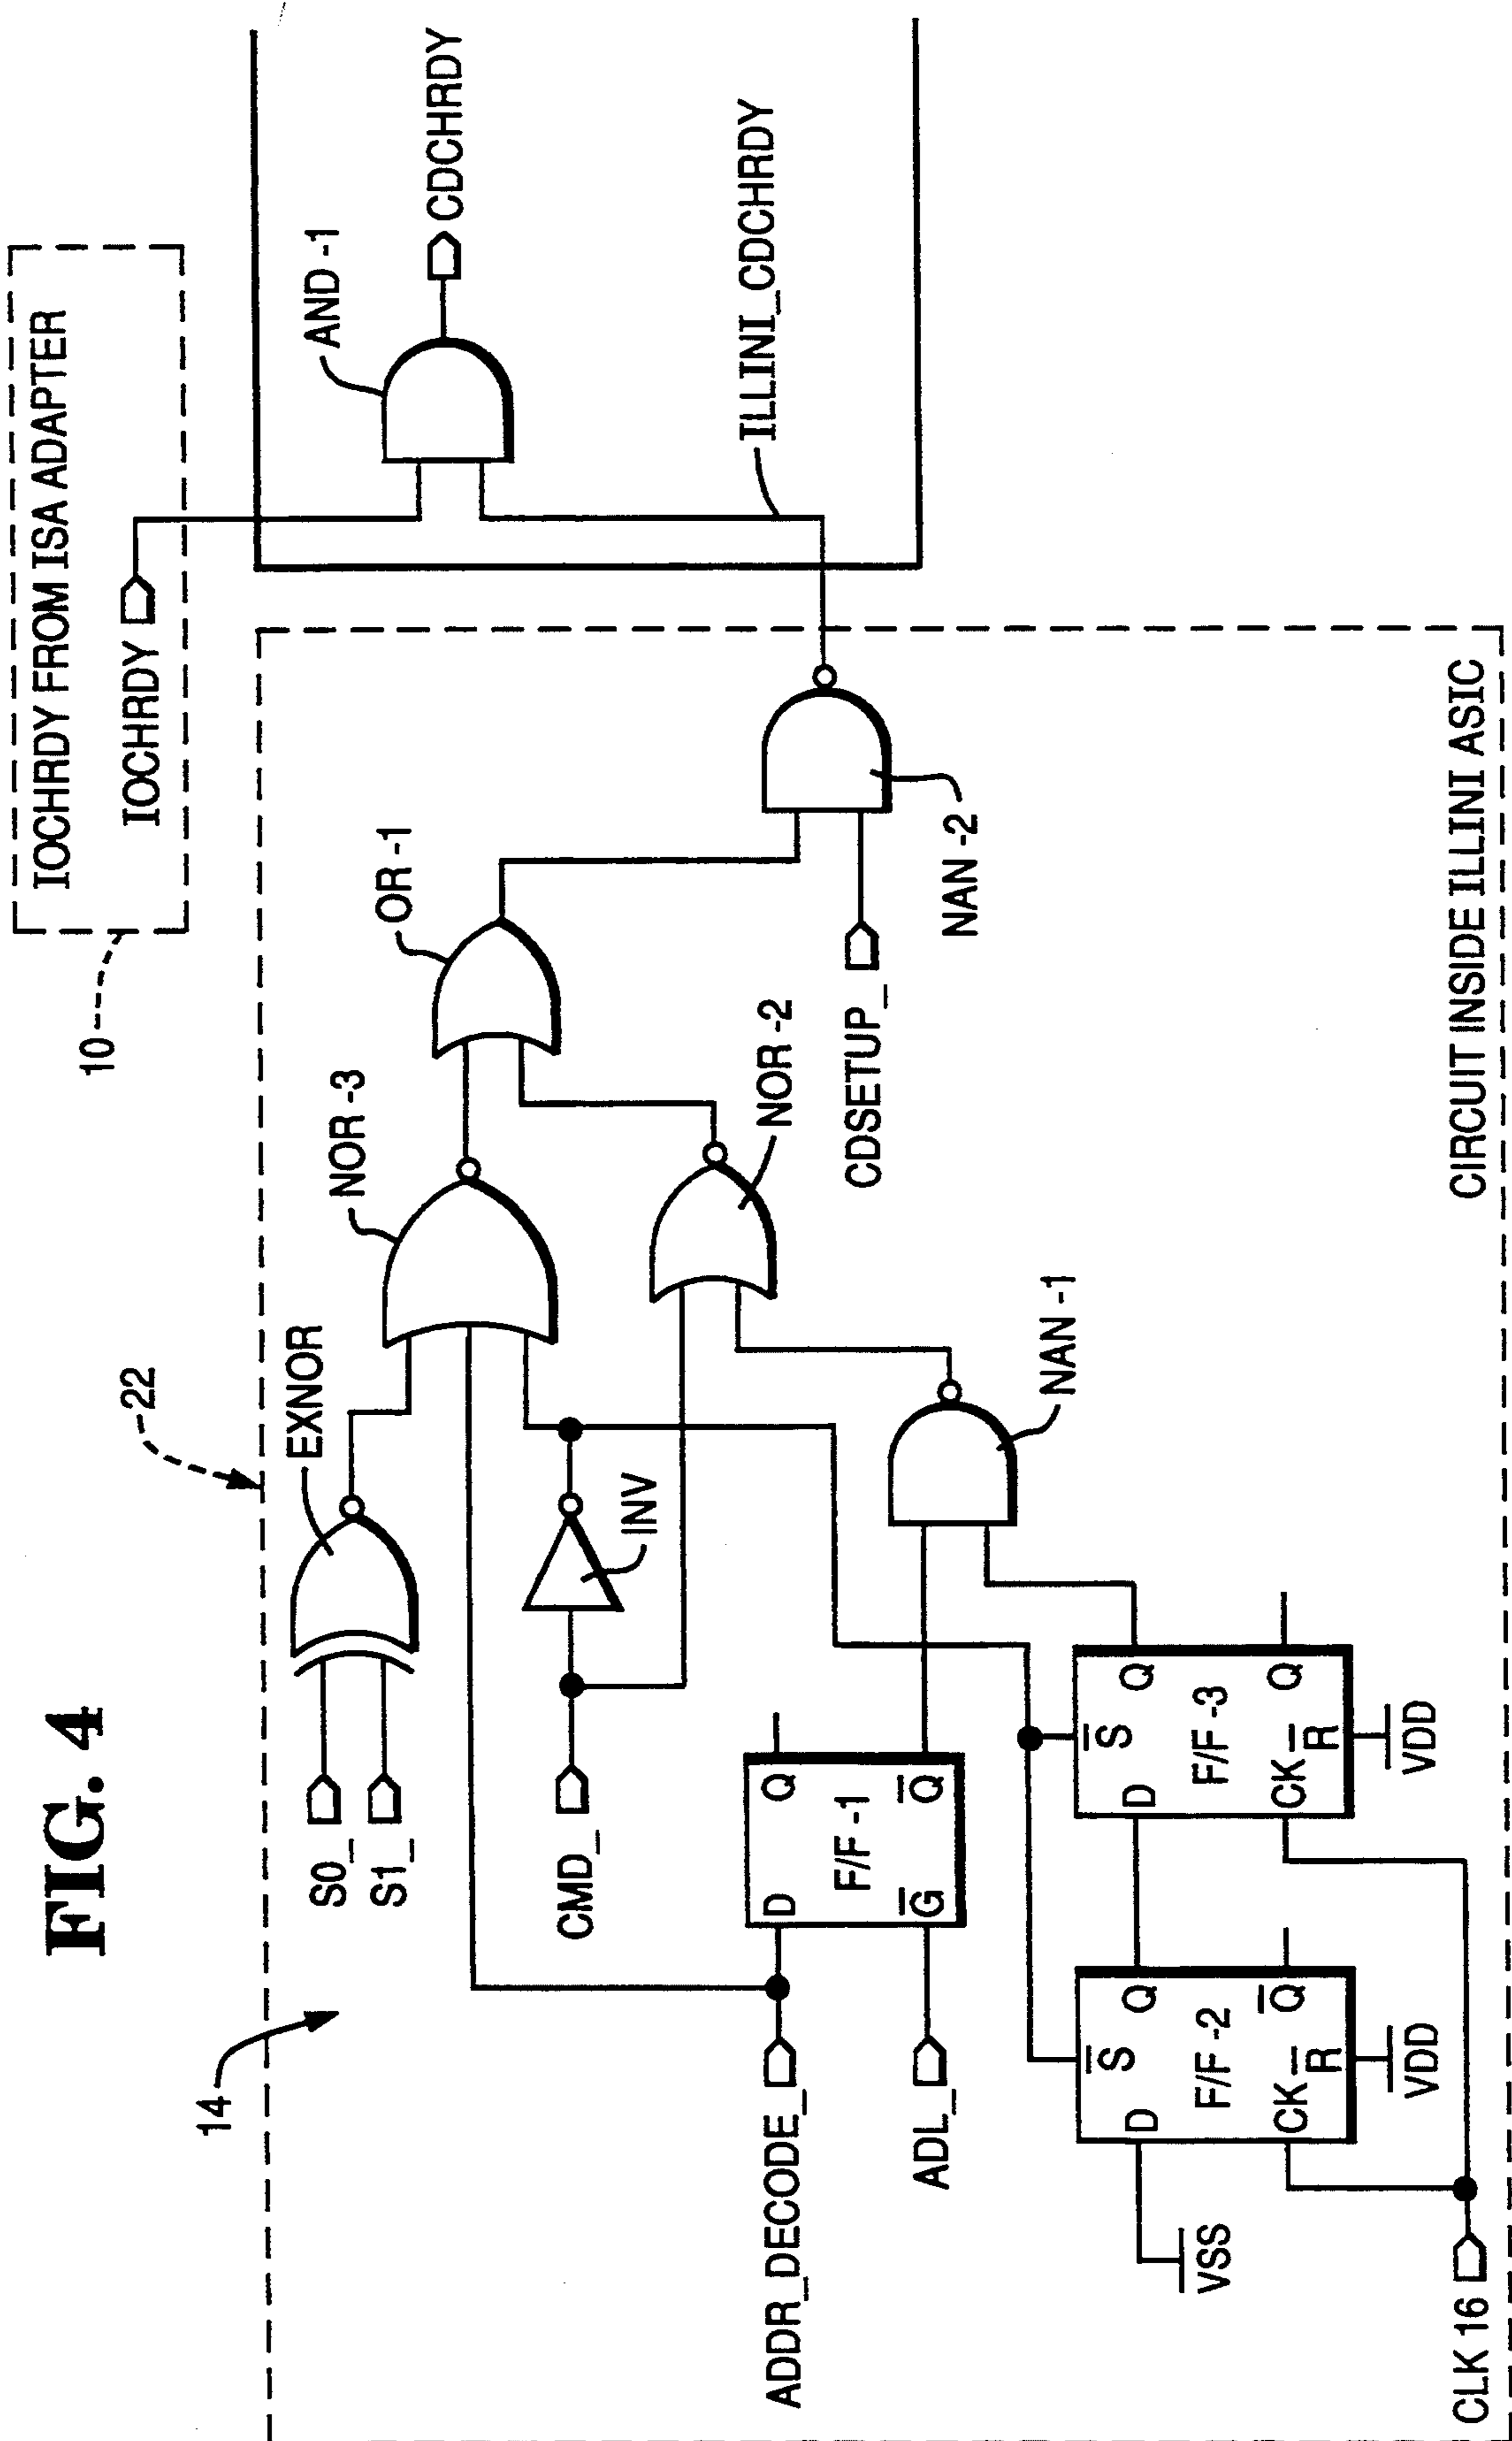 FIG. 4
IOCHRDY FROM ISA ADAPTER
IOCHRDY
10
22
14
EXNOR
S0_
S1_
NOR-3
OR-1
AND-1
CDCHRDY
INV
CMD_
NOR-2
CDSETUP_
NAN-2
ILLINI_CDCHRDY
ADDR_DECODE_
ADL_
D Q
F/F-1
G Q
NAN-1
VSS
D S Q
F/F-2
CK R Q
VDD
D S Q
F/F-3
CK R Q
VDD
CLK 16
CIRCUIT INSIDE ILLINI ASIC